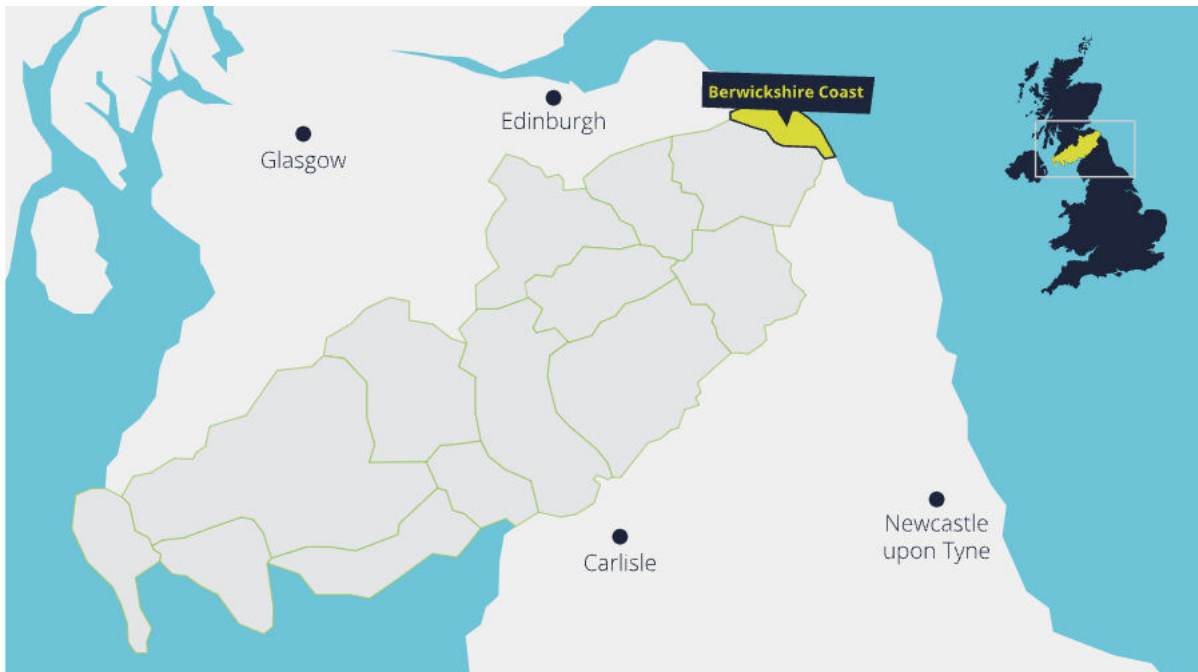 Berwickshire Coast
Edinburgh
Glasgow
Newcastle
upon Tyne
Carlisle